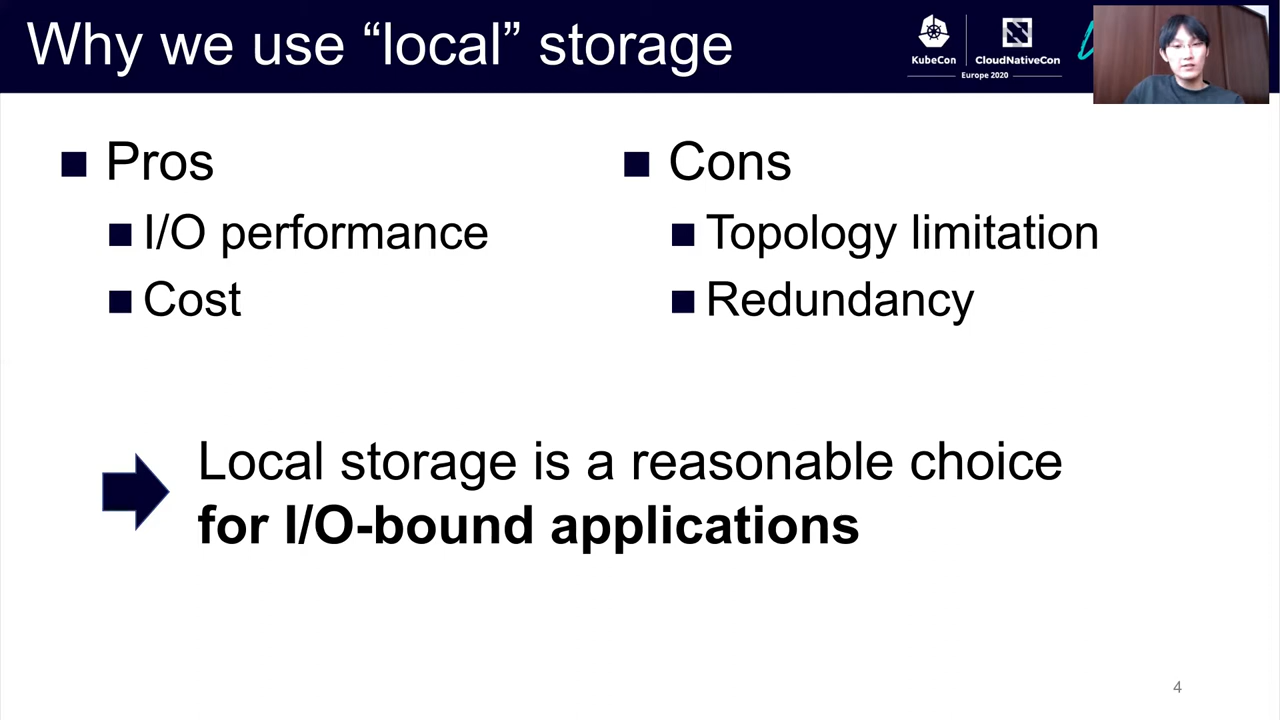 Why we use “local” storage
KubeCon
CloudNativeCon
Europe 2020
Pros
I/O performance
Cost
Cons
Topology limitation
Redundancy
Local storage is a reasonable choice
for I/O-bound applications
4